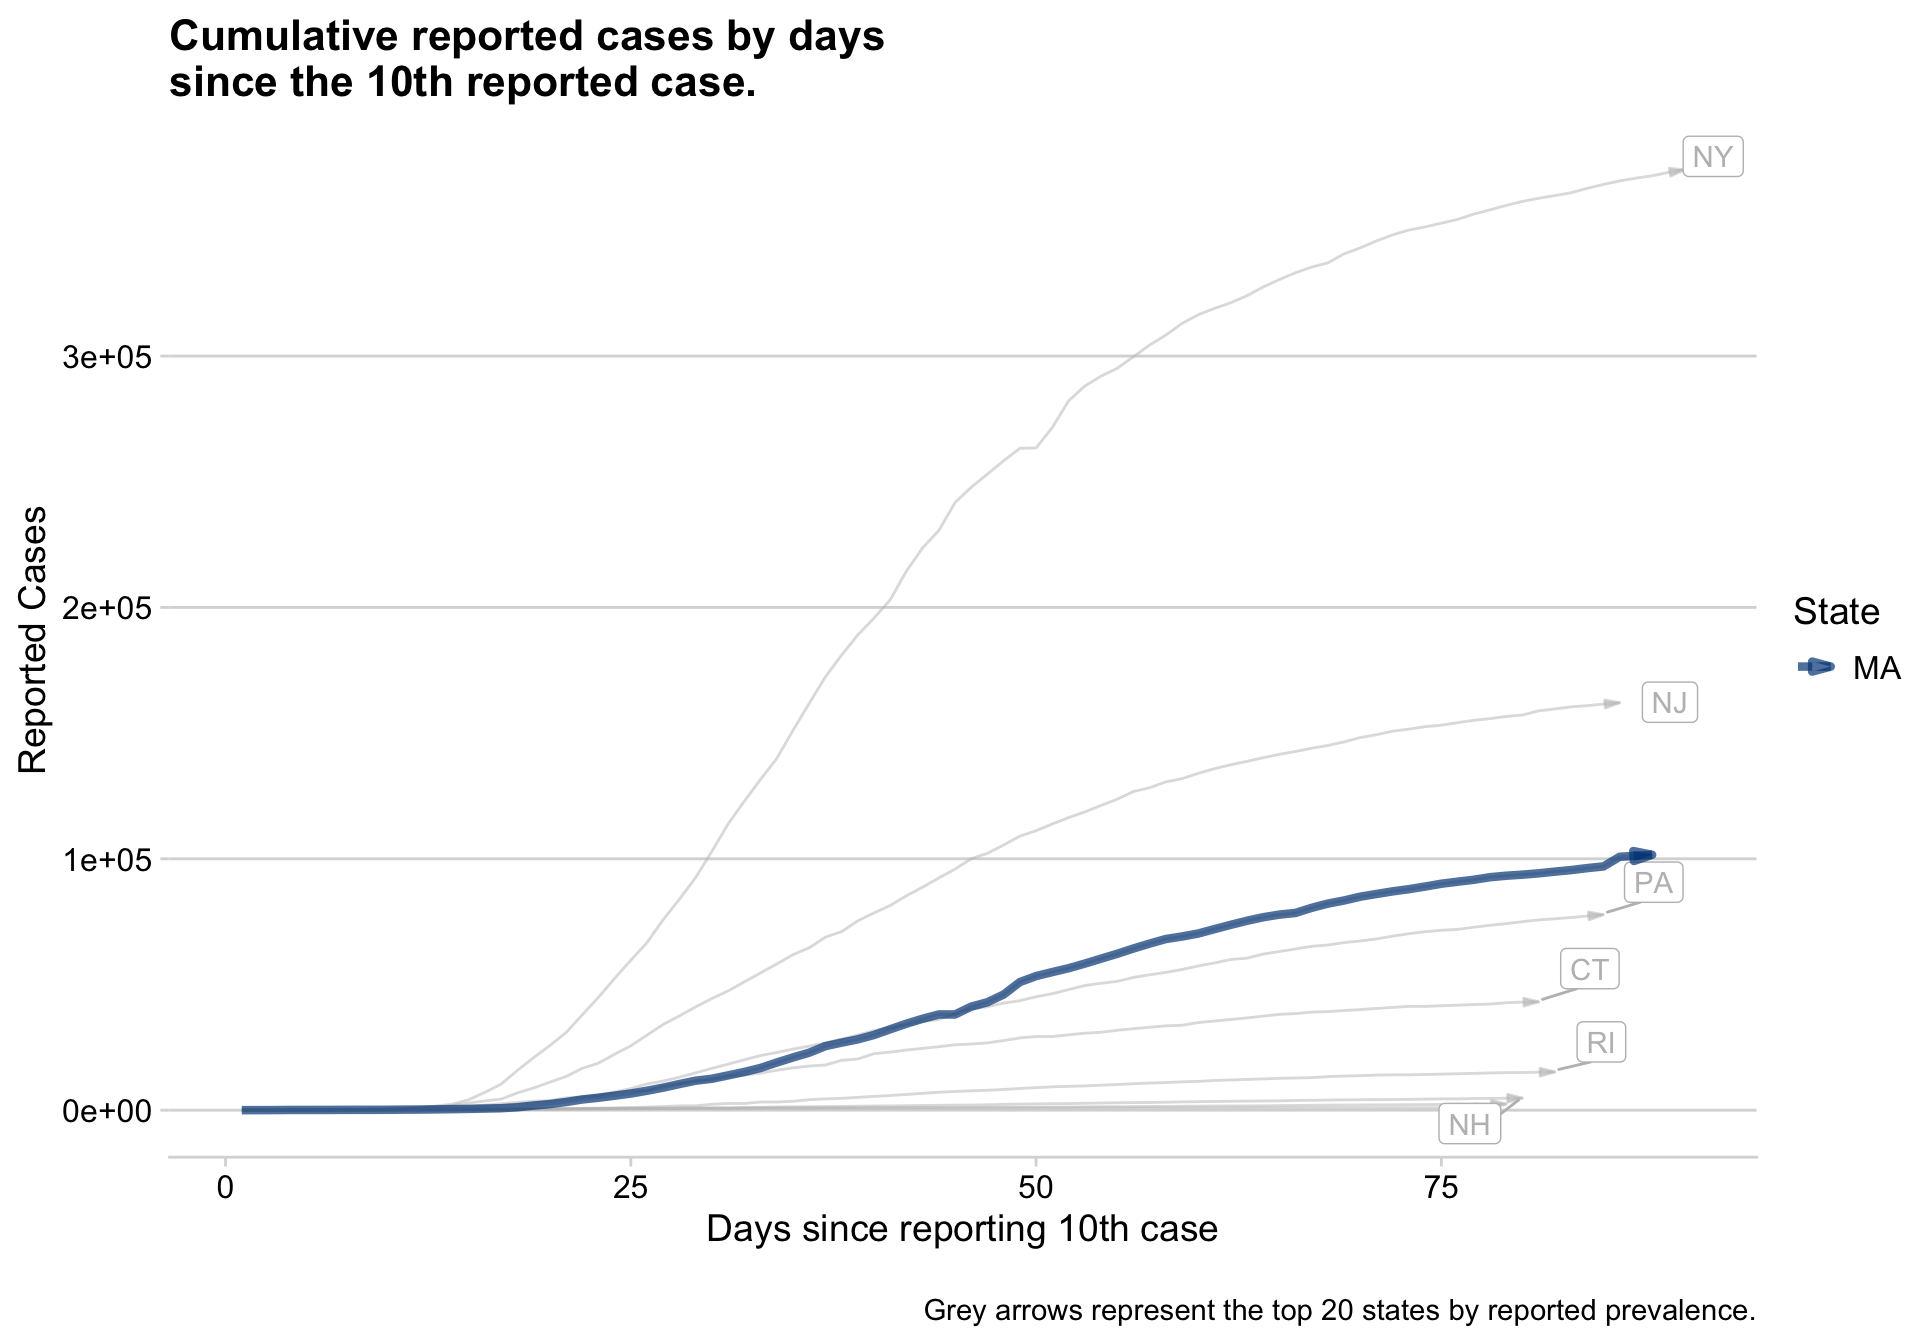 Cumulative reported cases by days
since the 10th reported case.
NY
3e+05
2e+05
1e+05
0e+00
Reported Cases
NJ
PA
CT
RI
NH
State
MA
0
25
50
75
Days since reporting 10th case
Grey arrows represent the top 20 states by reported prevalence.